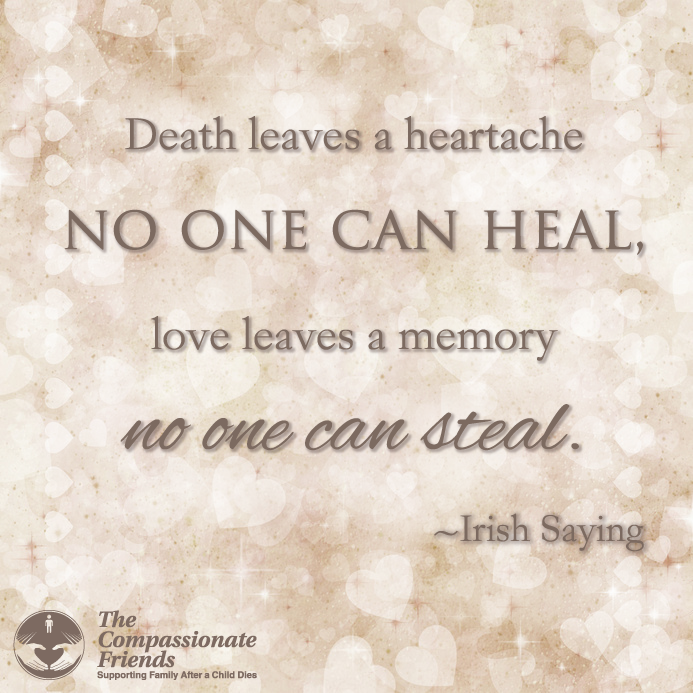 Death leaves a heartache
NO ONE CAN HEAL,
love leaves a memory
no one can steal.
~Irish Saying
The
Compassionate
Friends
Supporting Family After a Child Dies